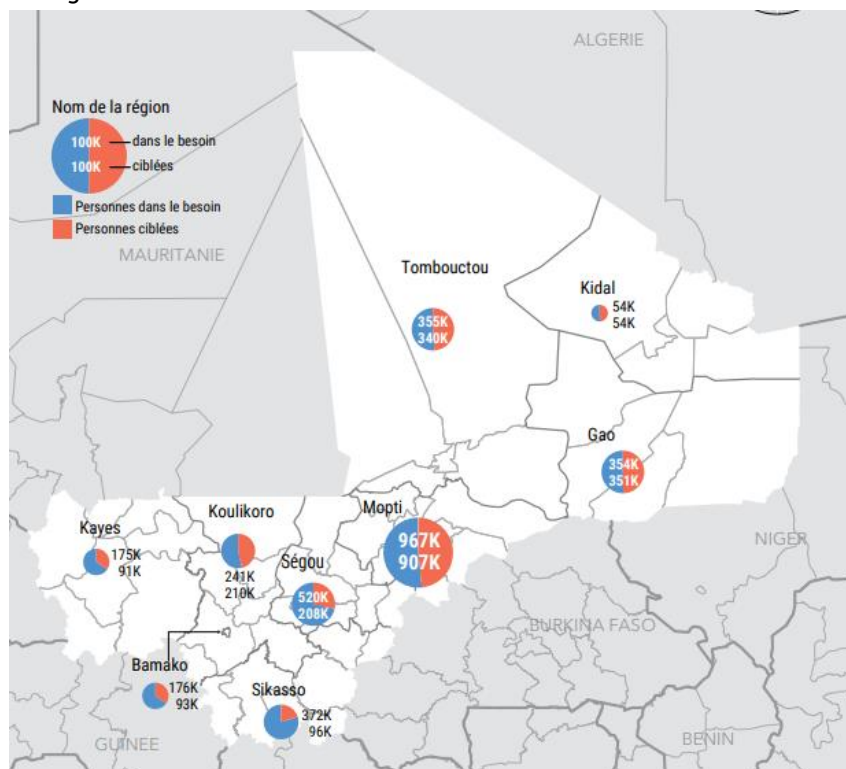 ALGERIE
Nom de la région
100K
dans le besoin
100K
ciblées
Personnes dans le besoin
Personnes ciblées
MAURITANIE
Tombouctou
355K
340K
Kidal
54K
54K
Gao
354K
351K
Mopti
967K
907K
Koulikoro
241K
210K
Kayes
175K
91K
Ségou
520K
208K
NIGER
BURKINA FASO
Bamako
176K
93K
Sikasso
372K
96K
GUINEE
BENIN